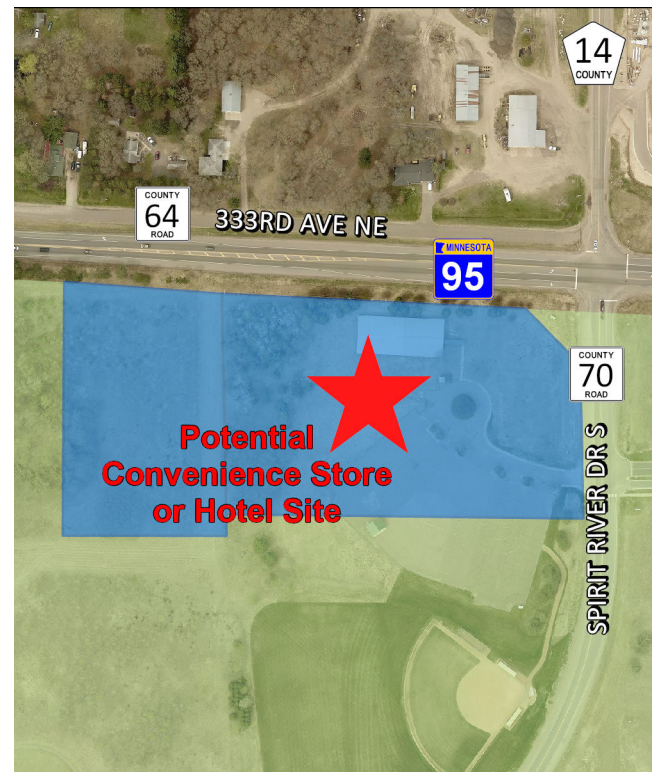 14
COUNTY
COUNTY
64
ROAD
333RD AVE NE
MINNESOTA
95
COUNTY
70
ROAD
Potential
Convenience Store
or Hotel Site
SPIRIT RIVER DR S